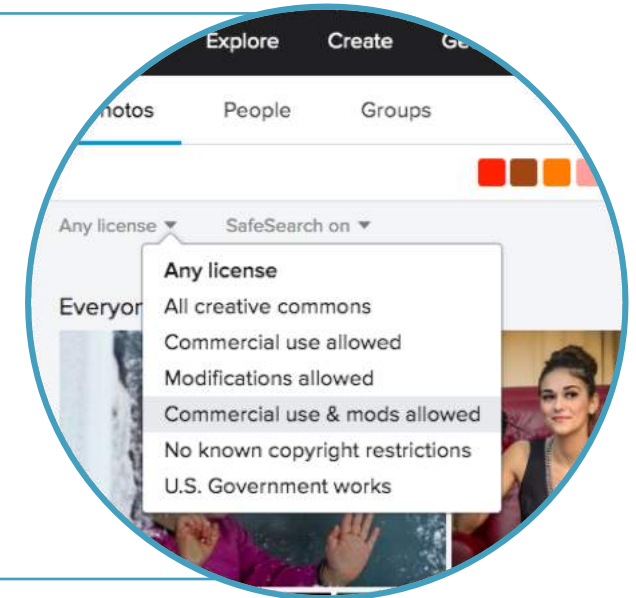 Explore Create
People Groups
Any license SafeSearch on
Any license
All creative commons
Commercial use allowed
Modifications allowed
Commercial use & mods allowed
No known copyright restrictions
U.S. Government works